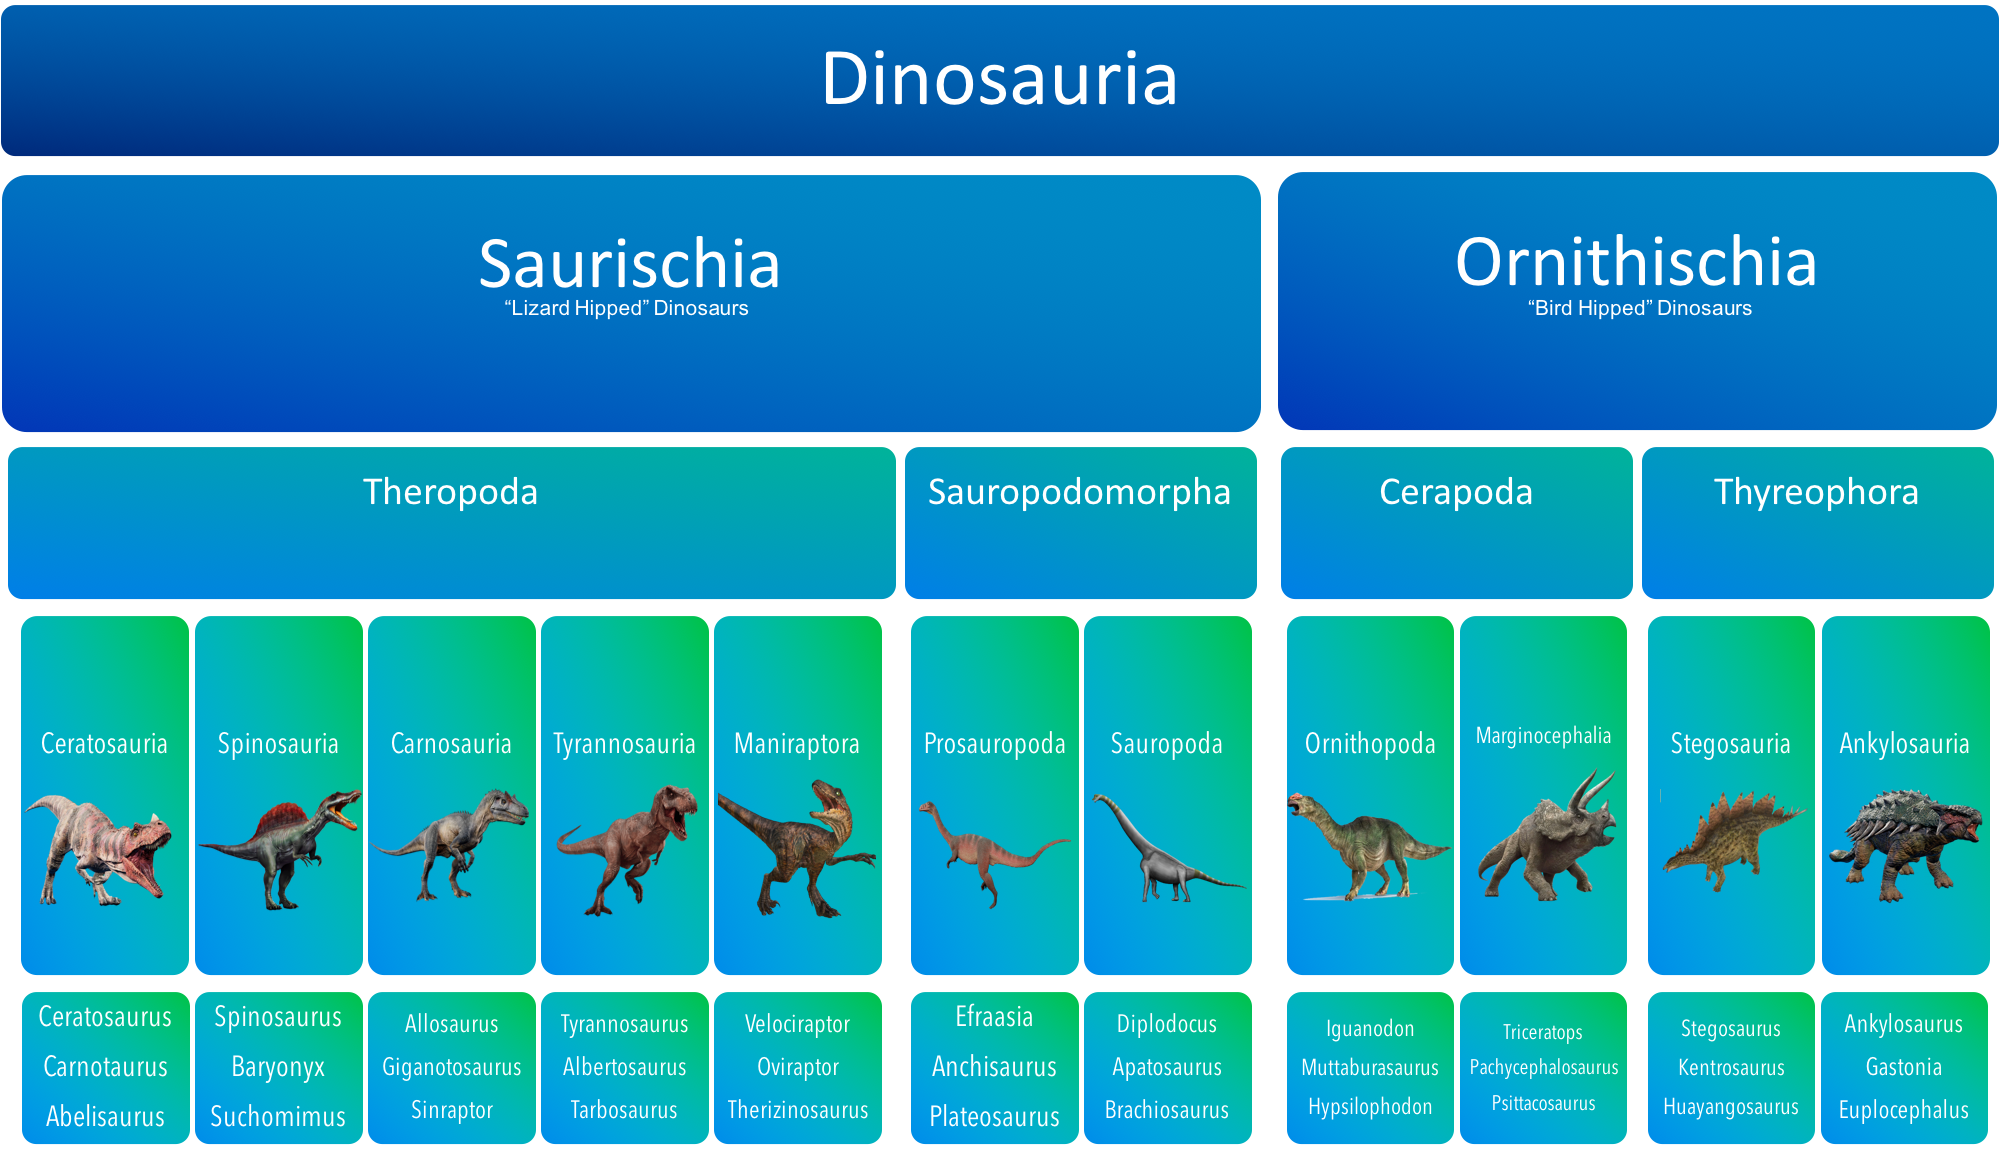 Dinosauria
Saurischia
“Lizard Hipped” Dinosaurs
Ornithischia
“Bird Hipped” Dinosaurs
Theropoda
Sauropodomorpha
Cerapoda
Thyreophora
Ceratosauria
Spinosauria
Carnosauria
Tyrannosauria
Maniraptora
Prosauropoda
Sauropoda
Ornithopoda
Marginocephalia
Stegosauria
Ankylosauria
Ceratosaurus
Carnotaurus
Abelisaurus
Spinosaurus
Baryonyx
Suchomimus
Allosaurus
Giganotosaurus
Sinraptor
Tyrannosaurus
Albertosaurus
Tarbosaurus
Velociraptor
Oviraptor
Therizinosaurus
Efraasia
Anchisaurus
Plateosaurus
Diplodocus
Apatosaurus
Brachiosaurus
Iguanodon
Muttaburasaurus
Hypsilophodon
Triceratops
Pachycephalosaurus
Psittacosaurus
Stegosaurus
Kentrosaurus
Huayangosaurus
Ankylosaurus
Gastonia
Euplocephalus